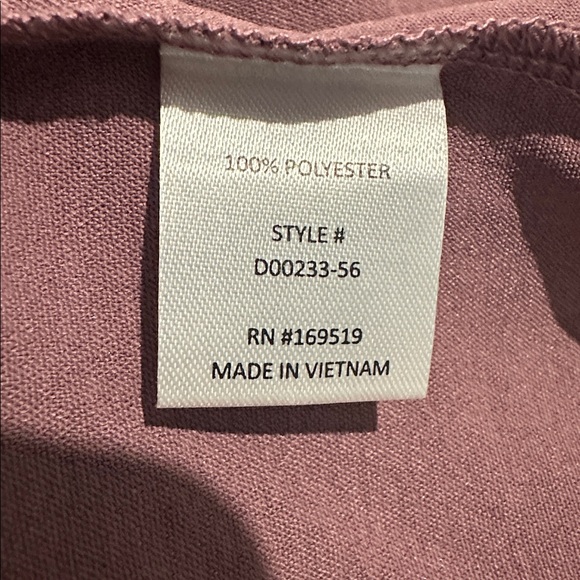 100% POLYESTER
STYLE #
D00233-56
RN #169519
MADE IN VIETNAM